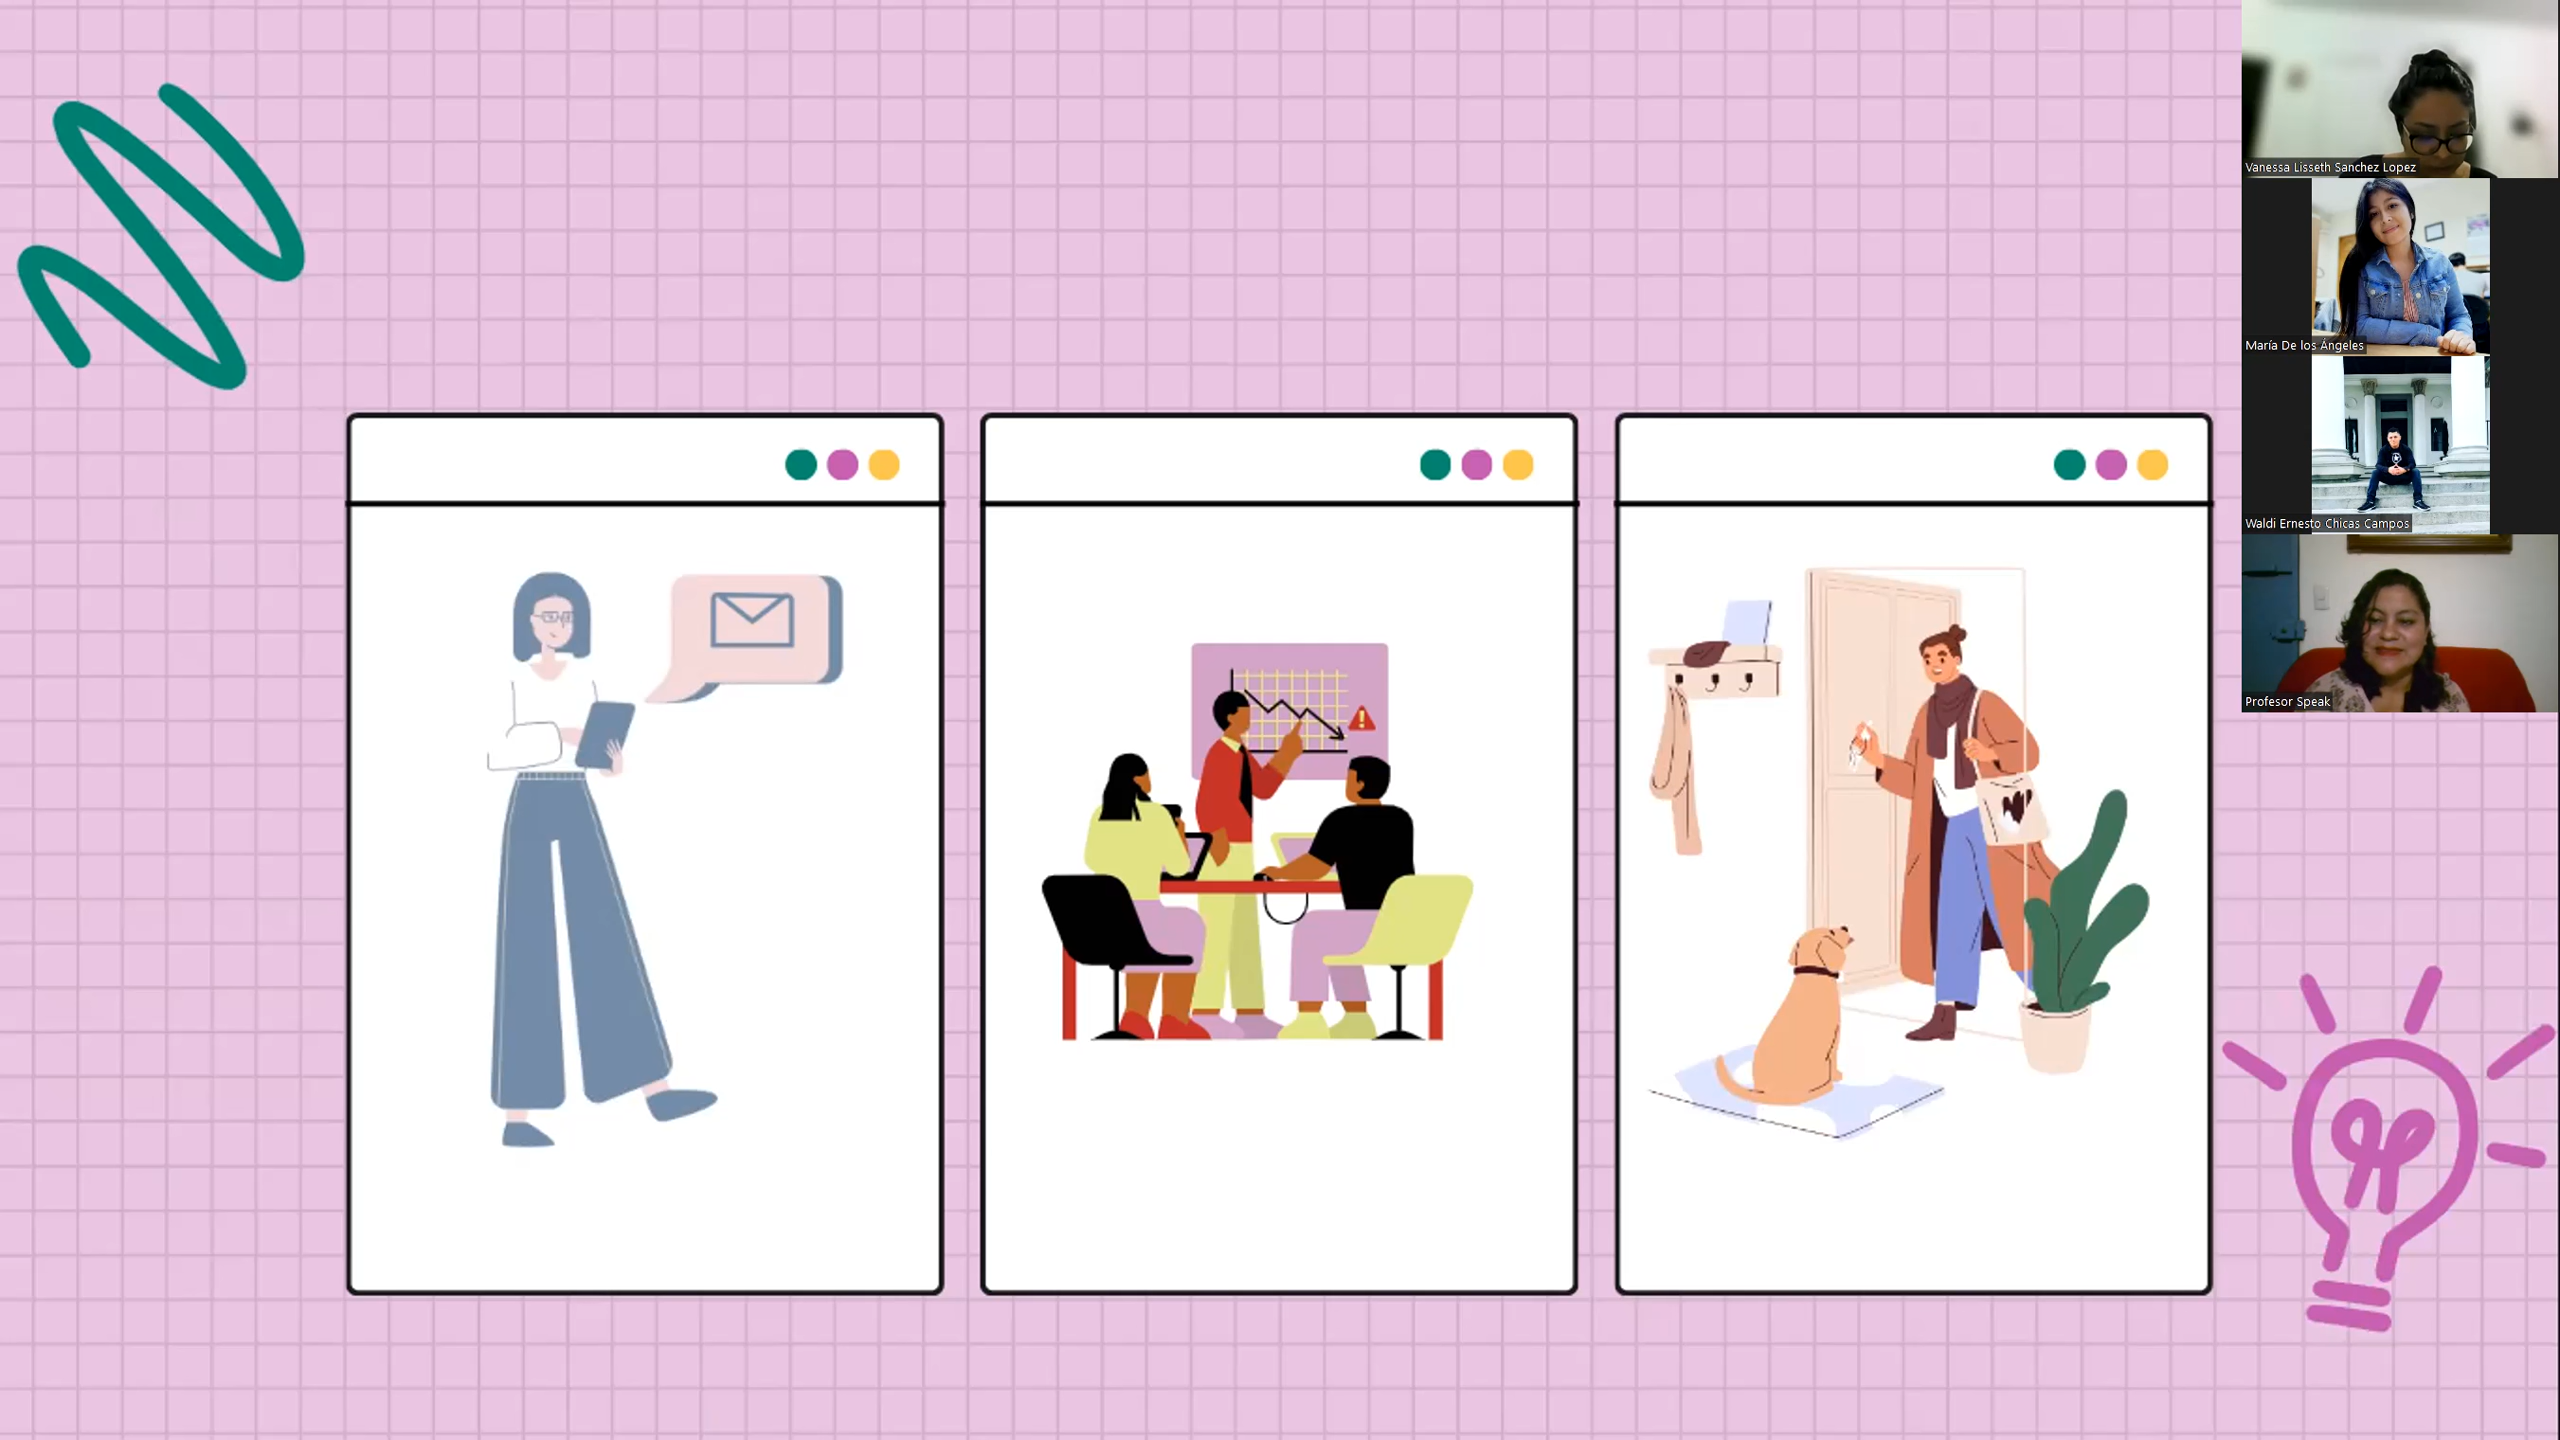 Vanessa Lisseth Sanchez Lopez
María De los Ángeles
Waldi Ernesto Chicas Campos
Profesor Speak